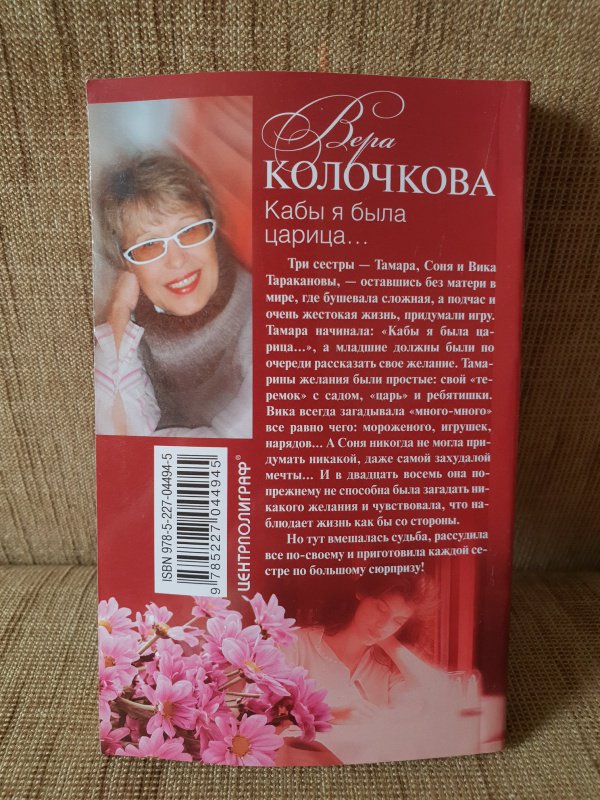 Вера
КОЛОЧКОВА
Кабы я была
царица...
Три сестры — Тамара, Соня и Вика
Таракановы, — оставшись без матери в
мире, где бушевала сложная, а подчас и
очень жестокая жизнь, придумали игру.
Тамара начинала: «Кабы я была ца-
рица...», а младшие должны были по
очереди рассказать свое желание. Тама-
рины желания были простые: свой «те-
ремок» с садом, «царь» и ребятишки.
Вика всегда загадывала «много-много»
все равно чего: мороженого, игрушек,
нарядов... А Соня никогда не могла при-
думать никакой, даже самой захудалой
мечты... И в двадцать восемь она по-
прежнему не способна была загадать ни-
какого желания и чувствовала, что на-
блюдает жизнь как бы со стороны.
Но тут вмешалась судьба, рассудила
все по-своему и приготовила каждой се-
стре по большому сюрпризу!
ISBN 978-5-227-04494-5
9 785227 044945
ЦЕНТРПОЛИГРАФ®